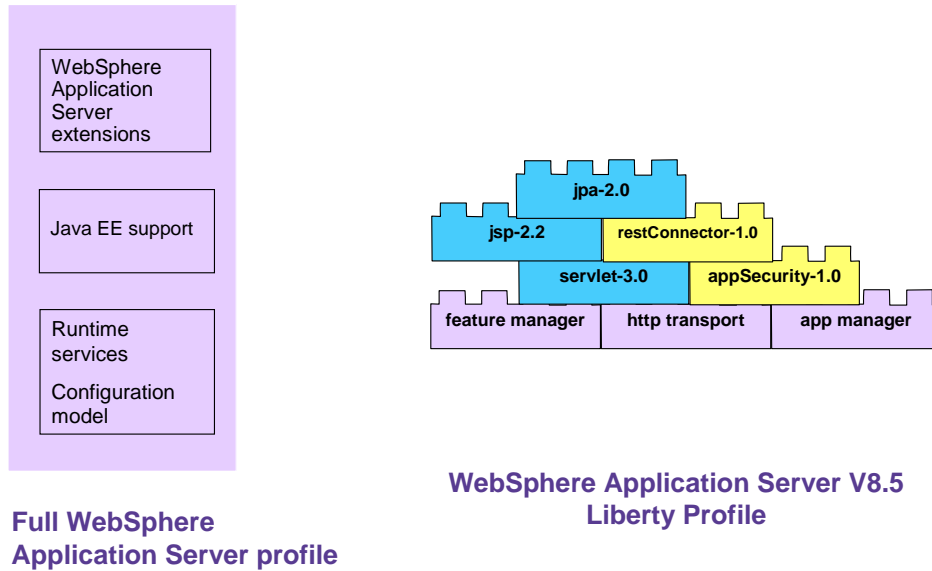 WebSphere
Application
Server
extensions
Java EE support
Runtime
services
Configuration
model
Full WebSphere
Application Server profile
jpa-2.0
jsp-2.2
restConnector-1.0
servlet-3.0
appSecurity-1.0
feature manager
http transport
app manager
WebSphere Application Server V8.5
Liberty Profile